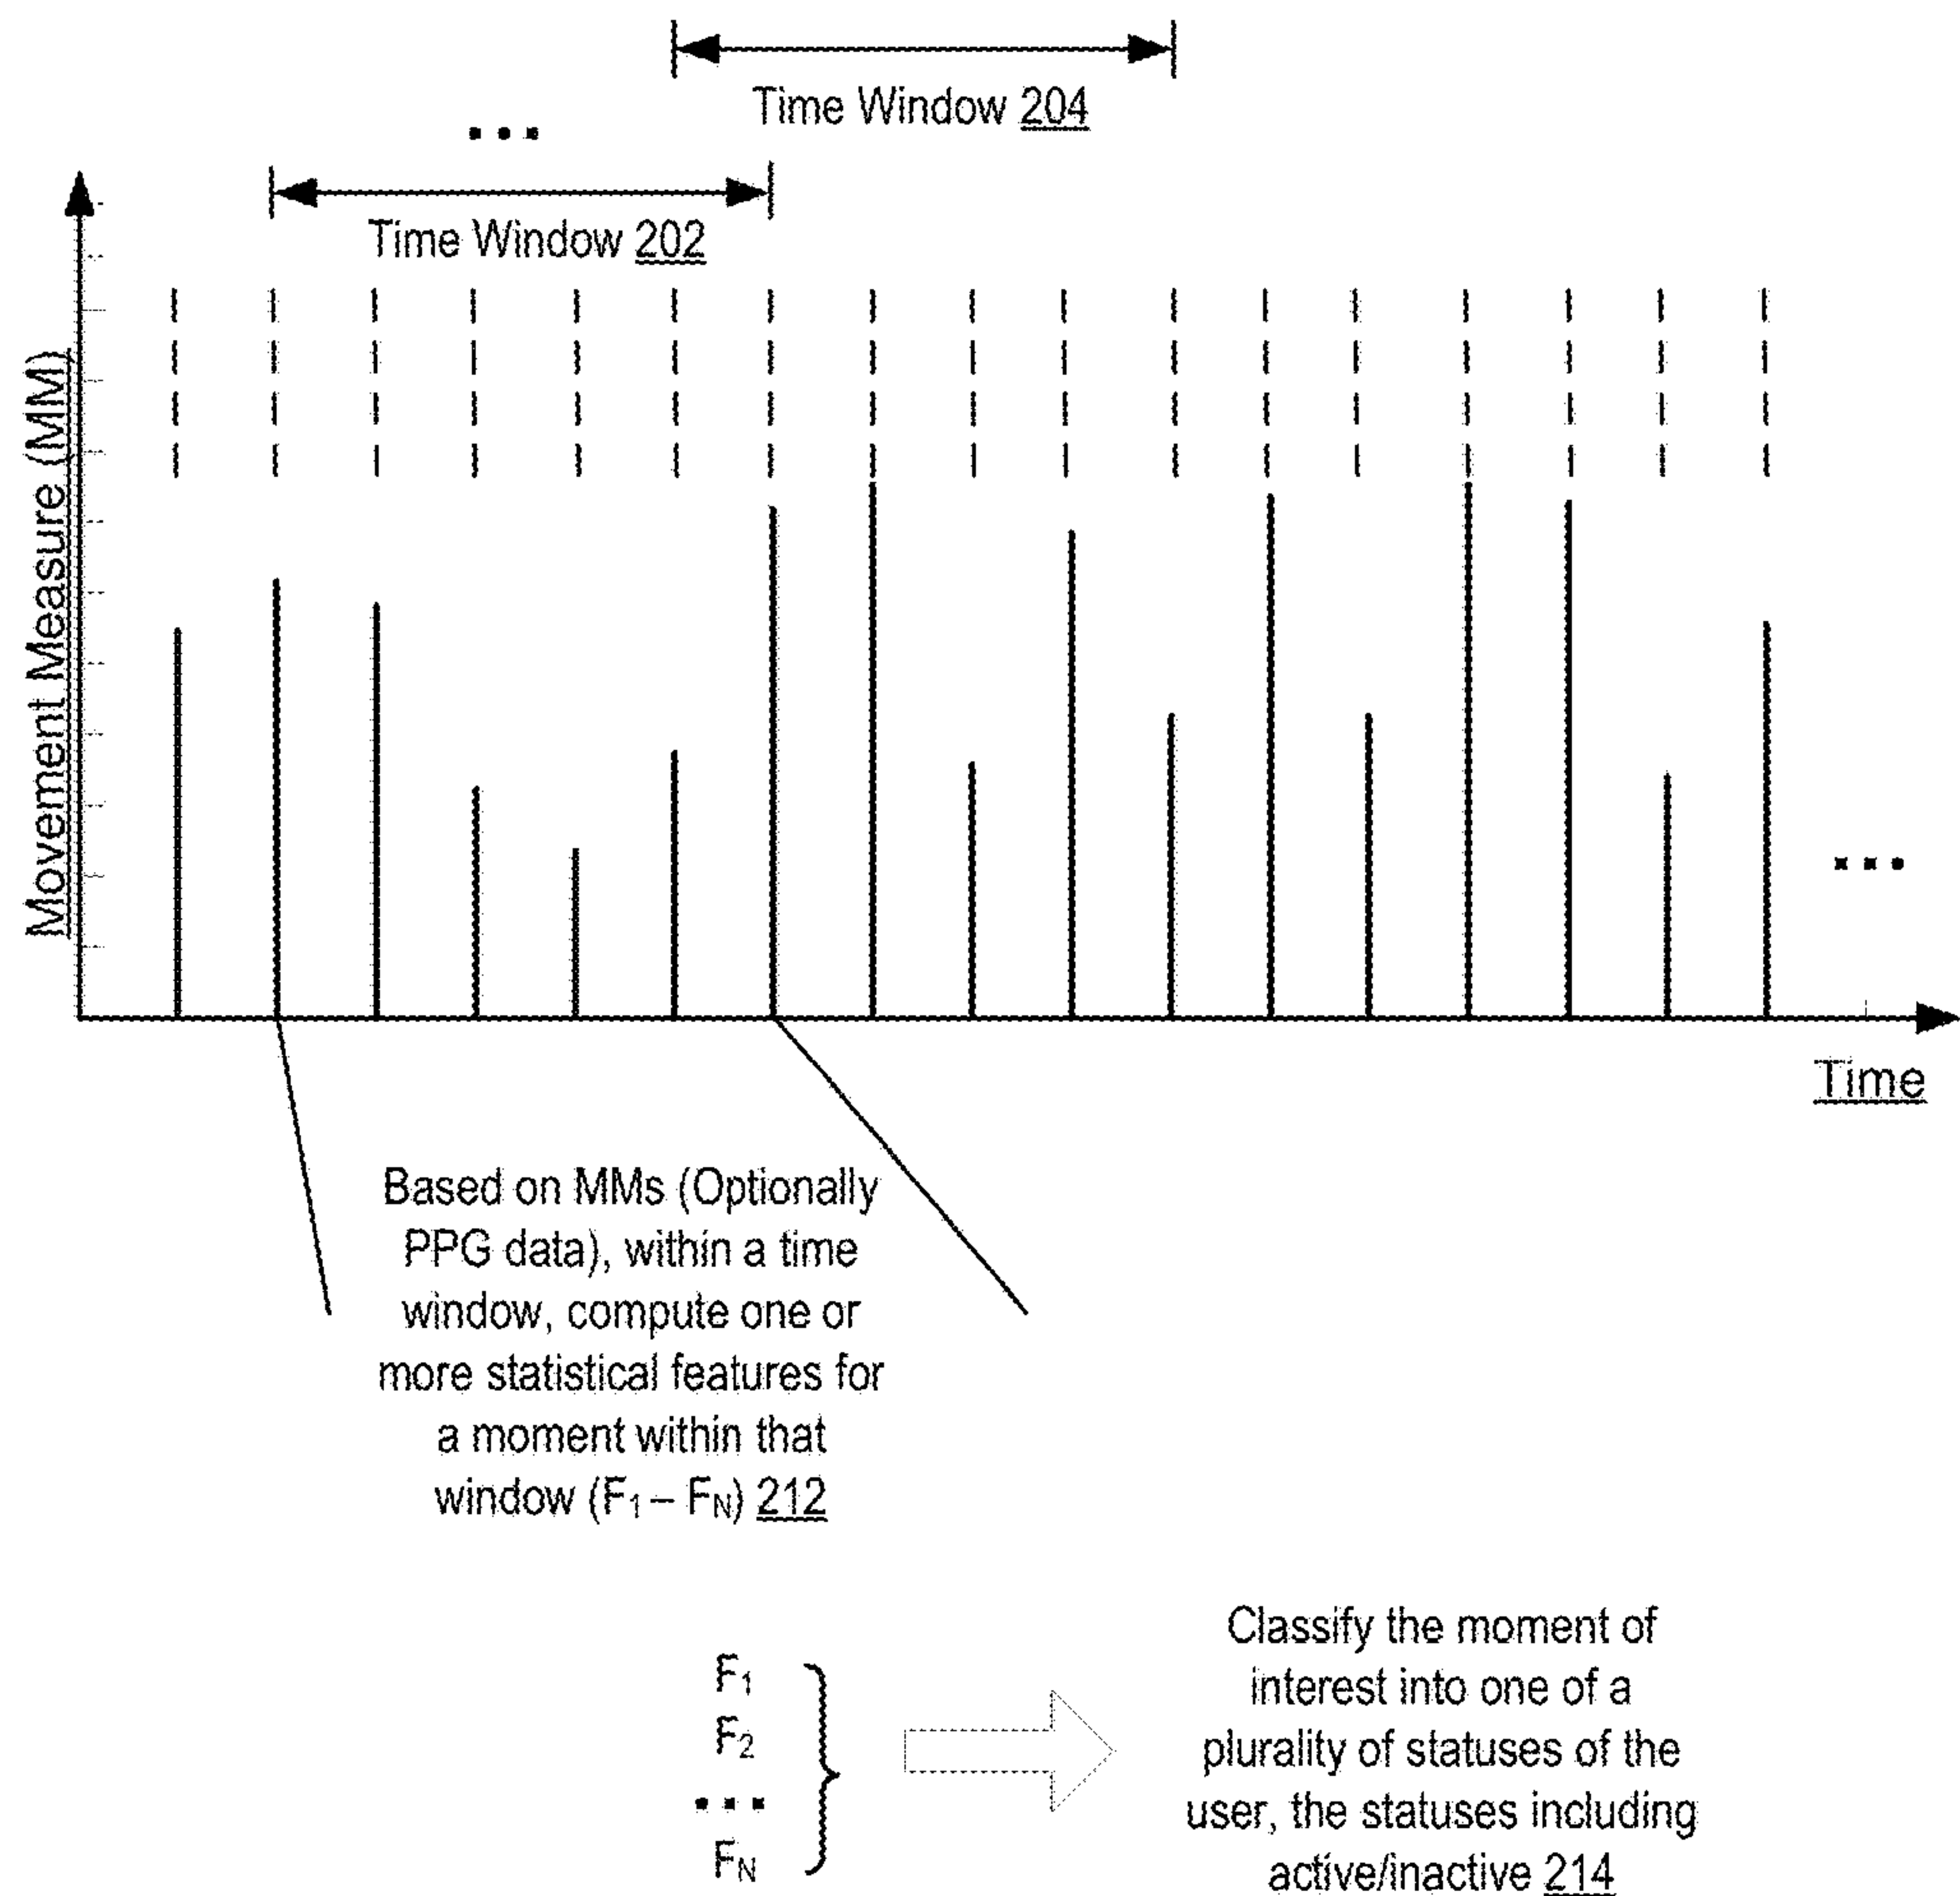 Time Window 204
...
Time Window 202
Movement Measure (MM)
...
Time
Based on MMs (Optionally
PPG data), within a time
window, compute one or
more statistical features for
a moment within that
window (F₁ – F_N) 212
F₁
F₂
...
F_N
Classify the moment of
interest into one of a
plurality of statuses of the
user, the statuses including
active/inactive 214